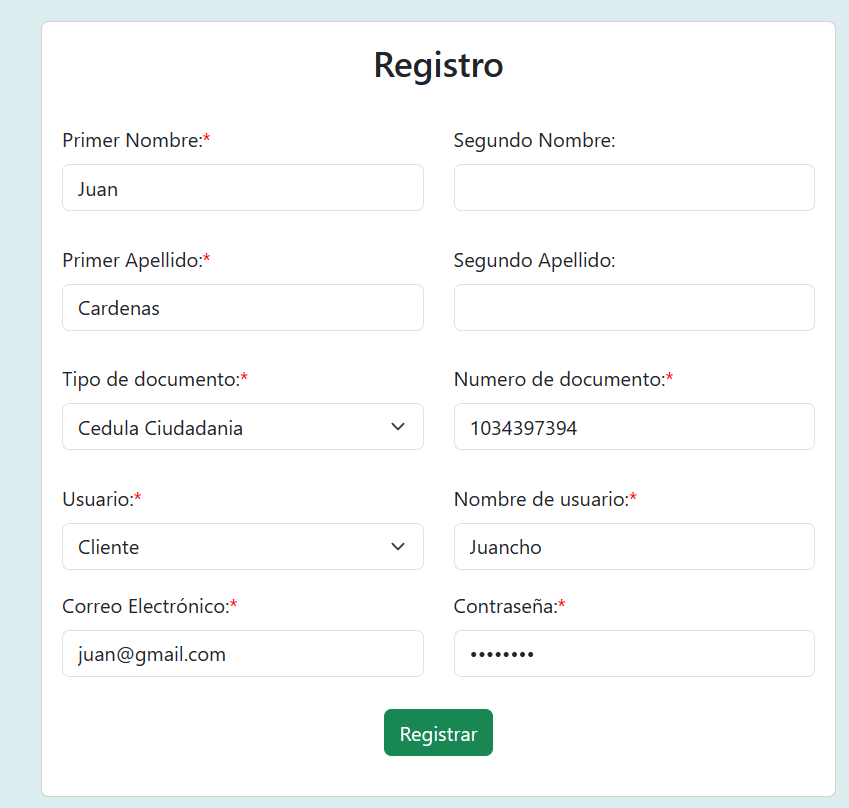 Registro
Primer Nombre:* Segundo Nombre:
Juan
Primer Apellido:* Segundo Apellido:
Cardenas
Tipo de documento:* Numero de documento:*
Cedula Ciudadania 1034397394
Usuario:* Nombre de usuario:*
Cliente Juancho
Correo Electrónico:* Contraseña:*
juan@gmail.com ••••••••
Registrar